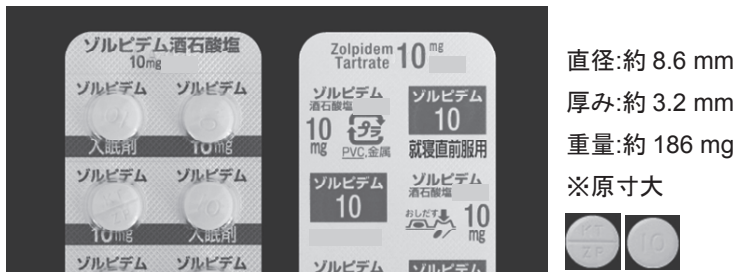 ゾルピデム酒石酸塩
10mg
ゾルピデム ゾルピデム
入眠剤 10mg
ゾルピデム ゾルピデム
10mg 入眠剤
ゾルピデム ゾルピデム
Zolpidem
Tartrate 10mg
ゾルピデム
酒石酸塩
10
mg
プラ
PVC,金属
ゾルピデム
10
就寝直前服用
ゾルピデム
10
ゾルピデム
酒石酸塩
おしだす
10
mg
ゾルピデム ゾルピデム
直径:約 8.6 mm
厚み:約 3.2 mm
重量:約 186 mg
※原寸大
KT
ZF
10